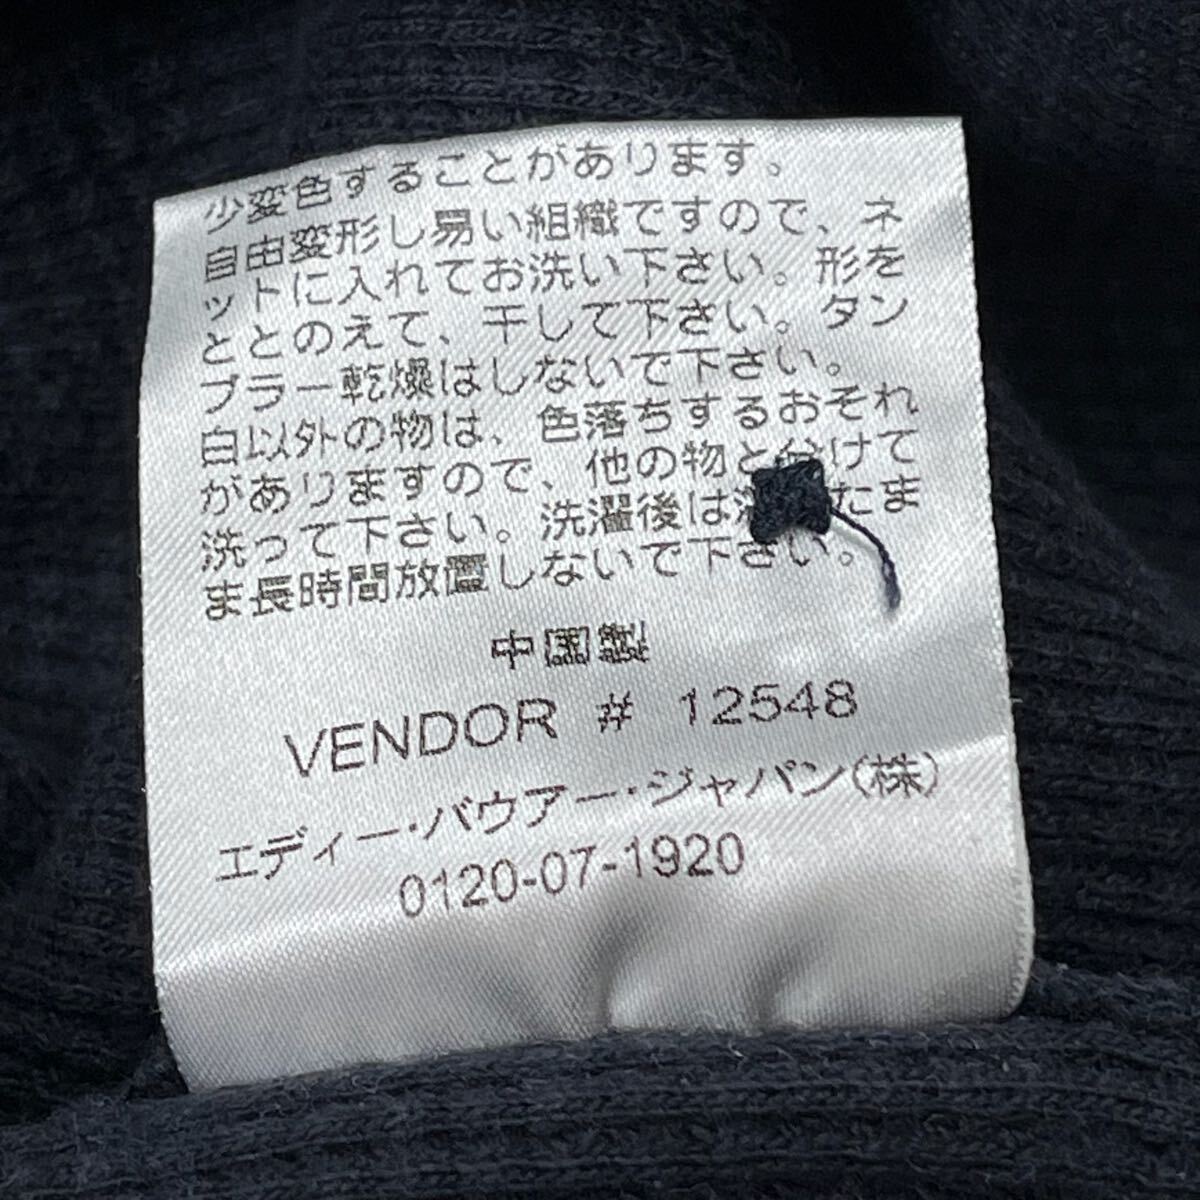 少変色することがあります。
自由変形し易い組織ですので、ネ
ットに入れてお洗い下さい。形を
ととのえて、干して下さい。タン
ブラー乾燥はしないで下さい。
白以外の物は、色落ちするおそれ
がありますので、他の物と分けて
洗って下さい。洗濯後は たま
ま長時間放置しないで下さい。
中国製
VENDOR # 12548
エディー・バウアー・ジャパン(株)
0120-07-1920